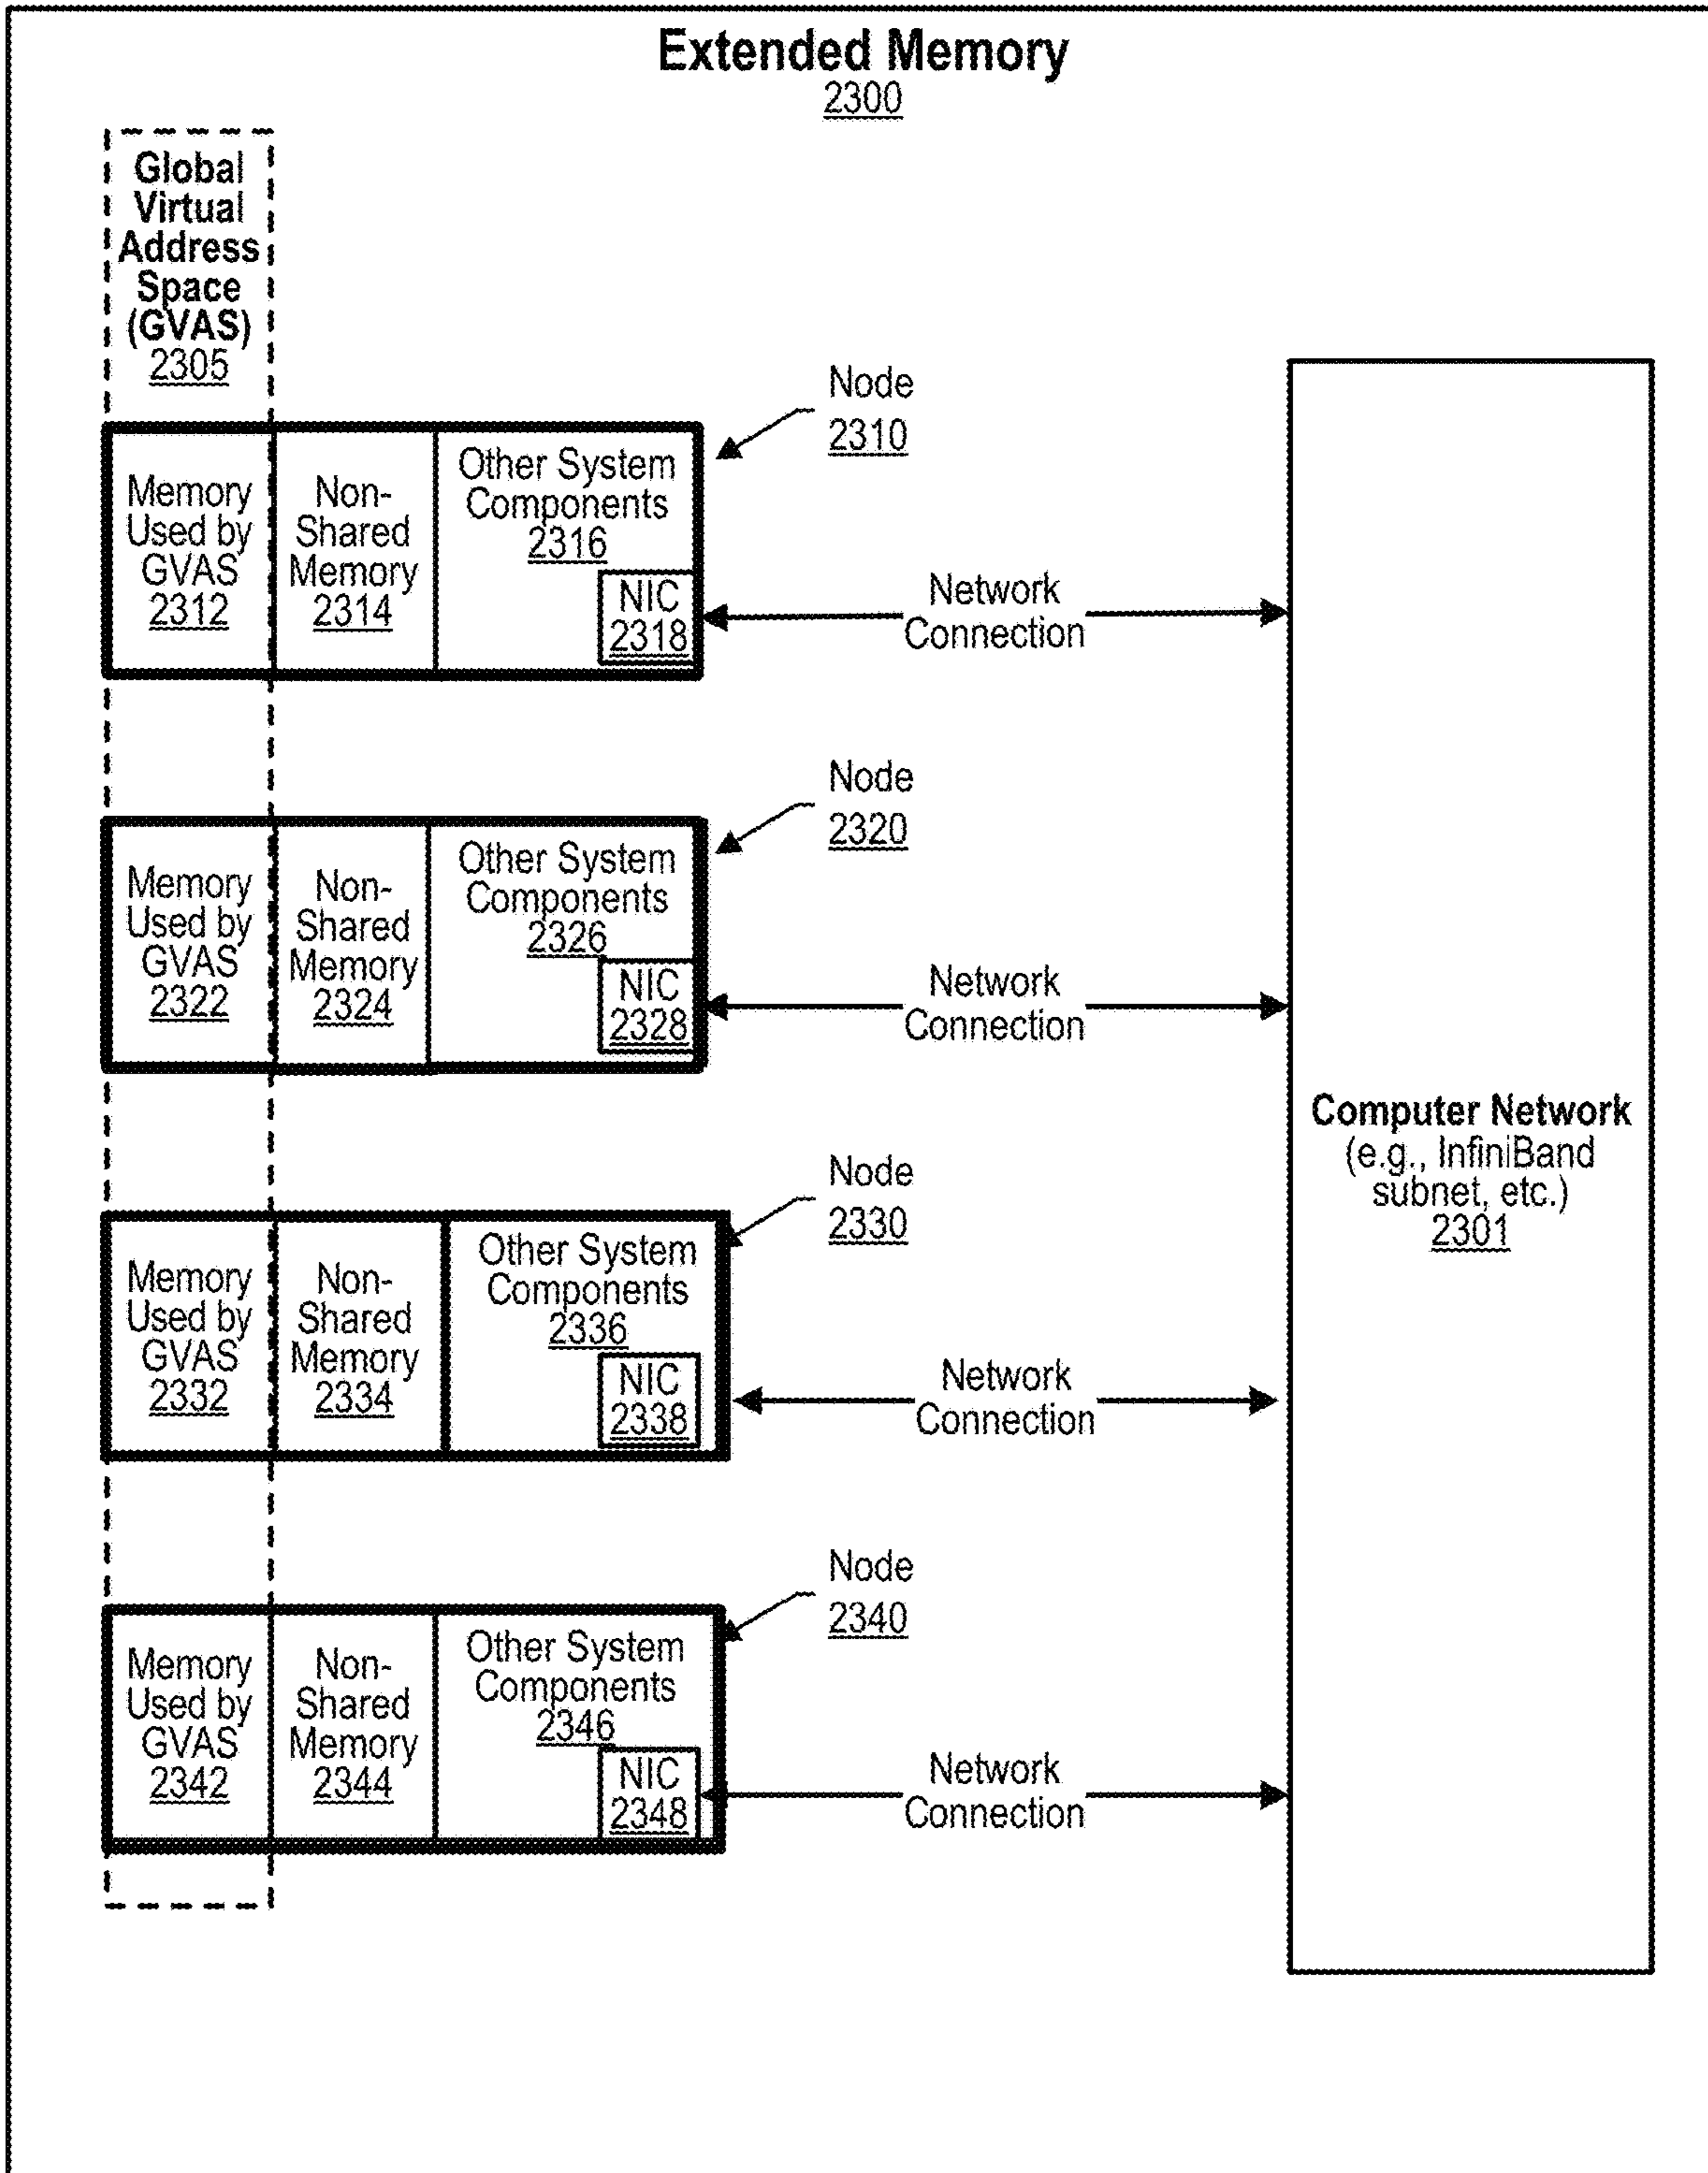 Extended Memory
2300
Global
Virtual
Address
Space
(GVAS)
2305
Node
2310
Memory
Used by
GVAS
2312
Non-
Shared
Memory
2314
Other System
Components
2316
NIC
2318
Network
Connection
Node
2320
Memory
Used by
GVAS
2322
Non-
Shared
Memory
2324
Other System
Components
2326
NIC
2328
Network
Connection
Computer Network
(e.g., InfiniBand
subnet, etc.)
2301
Node
2330
Memory
Used by
GVAS
2332
Non-
Shared
Memory
2334
Other System
Components
2336
NIC
2338
Network
Connection
Node
2340
Memory
Used by
GVAS
2342
Non-
Shared
Memory
2344
Other System
Components
2346
NIC
2348
Network
Connection